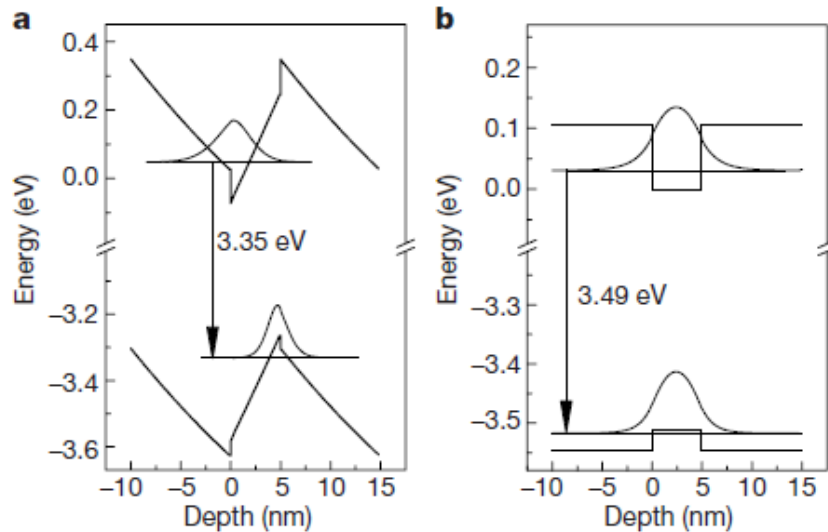 a
Energy (eV)
0.4
0.2
0.0
−3.2
−3.4
−3.6
3.35 eV
−10 −5 0 5 10 15
Depth (nm)
b
Energy (eV)
0.2
0.1
0.0
−3.3
−3.4
−3.5
3.49 eV
−10 −5 0 5 10 15
Depth (nm)